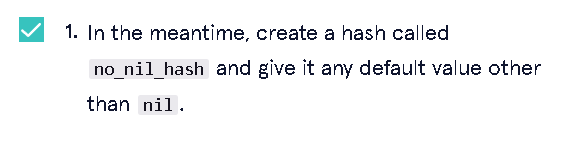 1. In the meantime, create a hash called
no_nil_hash and give it any default value other
than nil.